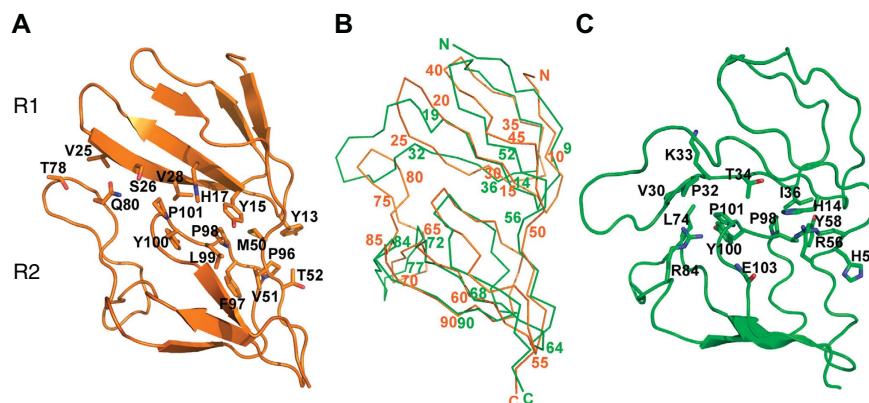 A
B
C
R1
R2
V25
T78
S26
Q80
V28
H17
P101
Y15
Y13
Y100
P98
M50
L99
P96
T52
F97
V51
N
N
40
20
19
35
9
25
45
32
52
10
30
14
80
36
15
75
56
50
65
85
84
72
77
70
60
68
90
90
64
55
C
C
K33
T34
V30
P32
I36
H14
L74
P101
P98
Y58
Y100
R56
R84
E103
H5